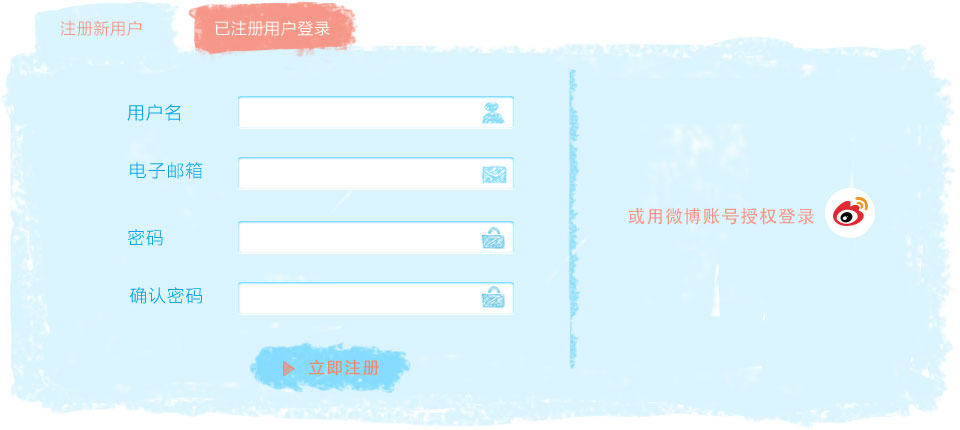 注册新用户
已注册用户登录
用户名
电子邮箱
密码
确认密码
或用微博账号授权登录
立即注册